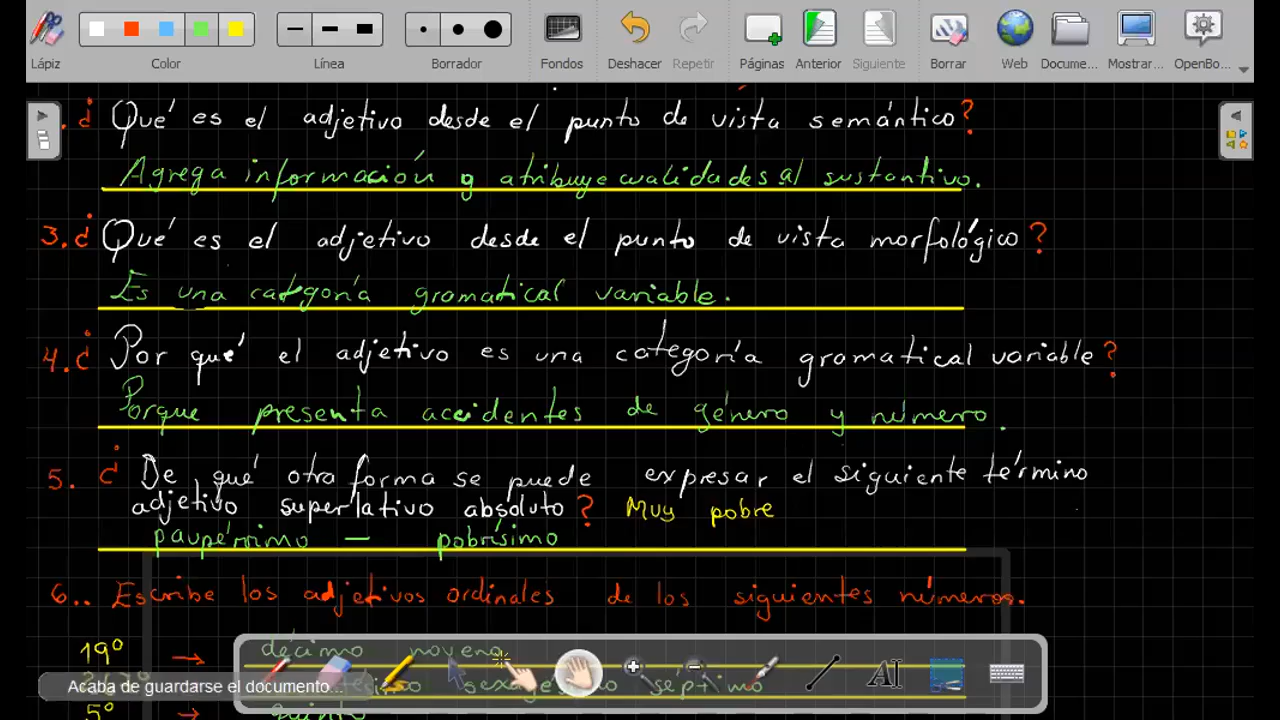 Lápiz Color Línea Borrador Fondos Deshacer Repetir Páginas Anterior Siguiente Borrar Web Docume... Mostrar... OpenBo...
. ¿ Qué es el adjetivo desde el punto de vista semántico?
Agrega información y atribuye cualidades al sustantivo.
3. ¿ Qué es el adjetivo desde el punto de vista morfológico?
Es una categoría gramatical variable.
4. ¿ Por qué el adjetivo es una categoría gramatical variable?
Porque presenta accidentes de género y número.
5. ¿ De qué otra forma se puede expresar el siguiente término
adjetivo superlativo absoluto? Muy pobre
paupérrimo — pobrísimo
6.. Escribe los adjetivos ordinales de los siguientes números.
19º → décimo noveno
séptimo
Acaba de guardarse el documento...
5º → quinto